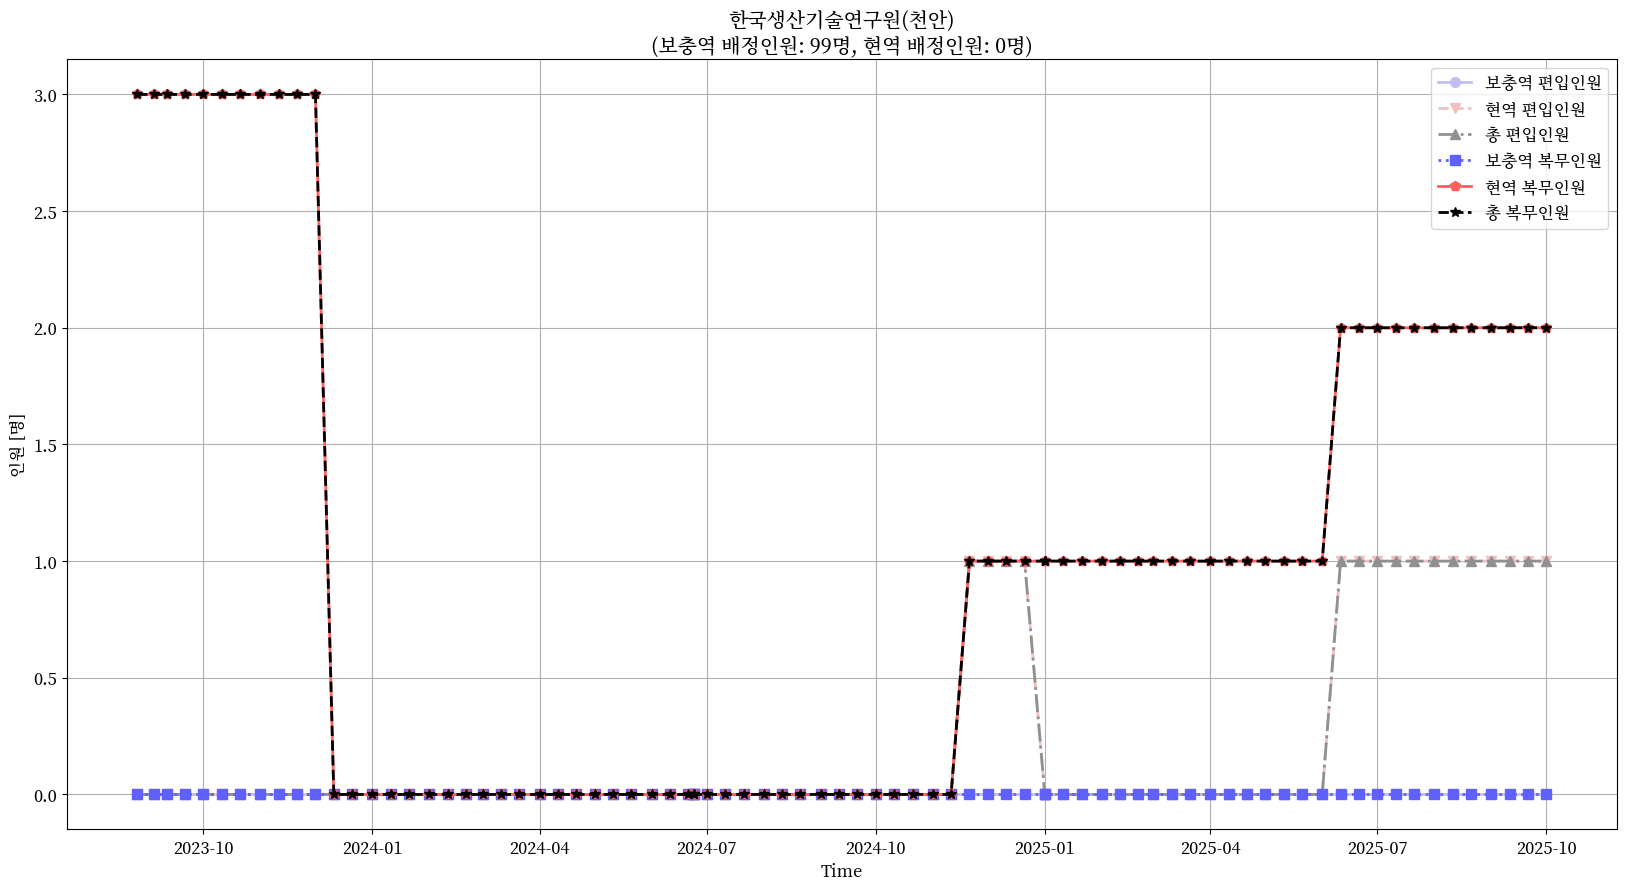 한국생산기술연구원(천안)
(보충역 배정인원: 99명, 현역 배정인원: 0명)
보충역 편입인원
현역 편입인원
총 편입인원
보충역 복무인원
현역 복무인원
총 복무인원
3.0
2.5
2.0
1.5
1.0
0.5
0.0
인원 [명]
2023-10
2024-01
2024-04
2024-07
2024-10
2025-01
2025-04
2025-07
2025-10
Time